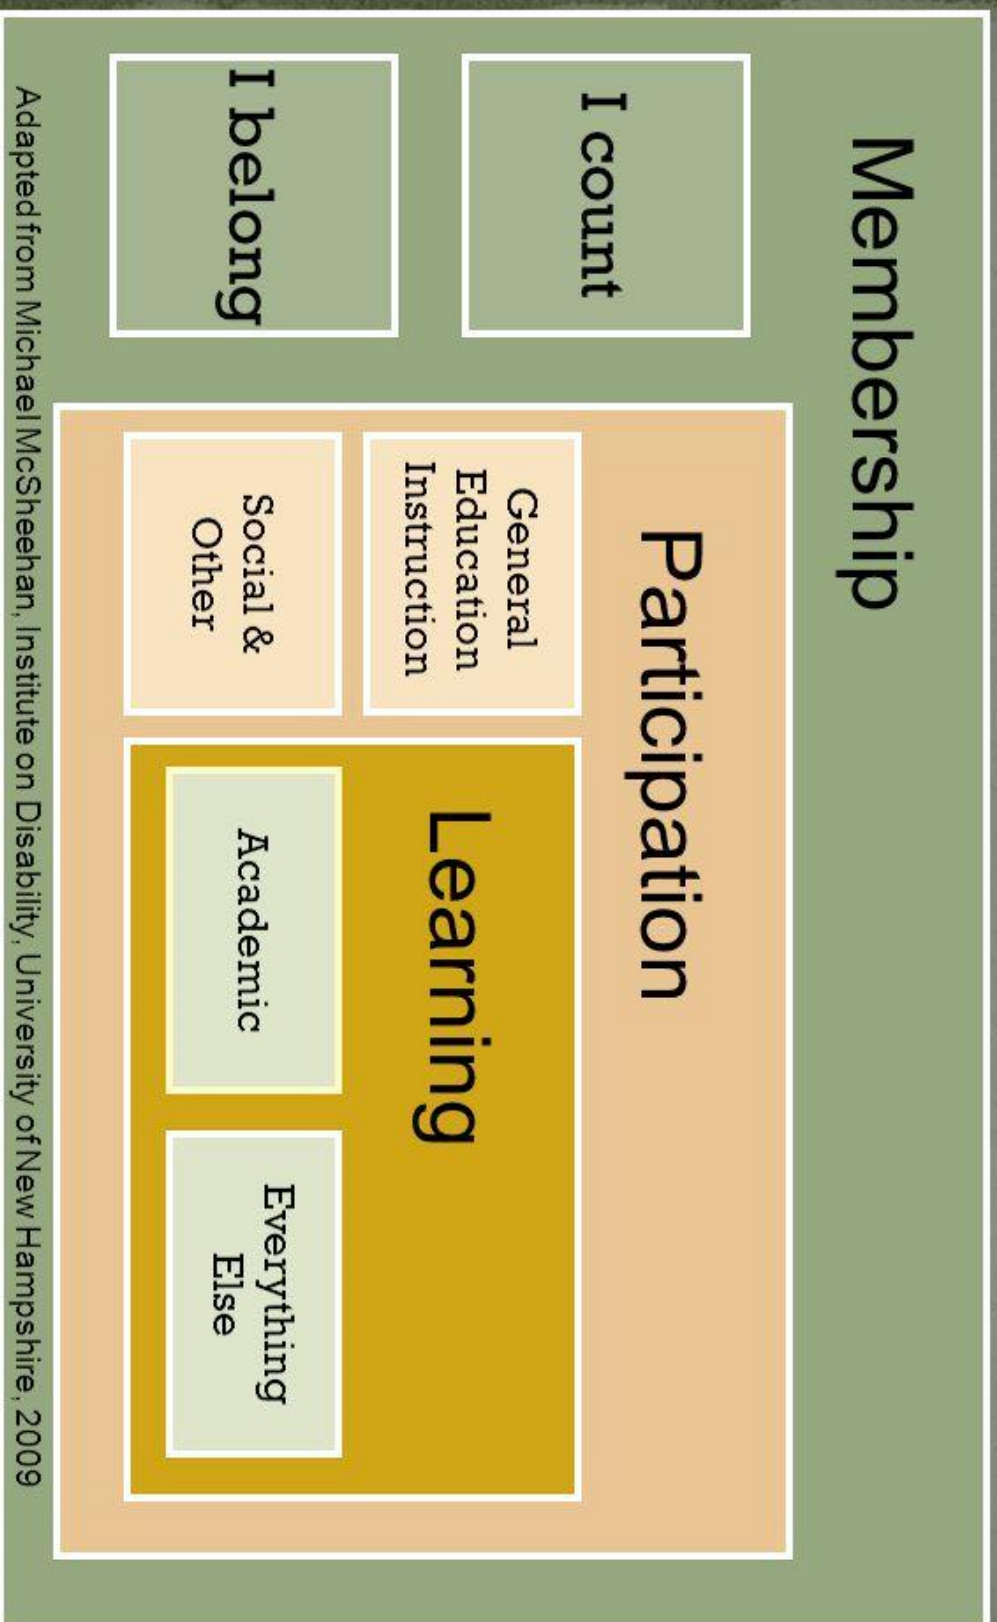 Membership
I count
I belong
Participation
General
Education
Instruction
Social &
Other
Learning
Academic
Everything
Else
Adapted from Michael McSheehan, Institute on Disability, University of New Hampshire, 2009